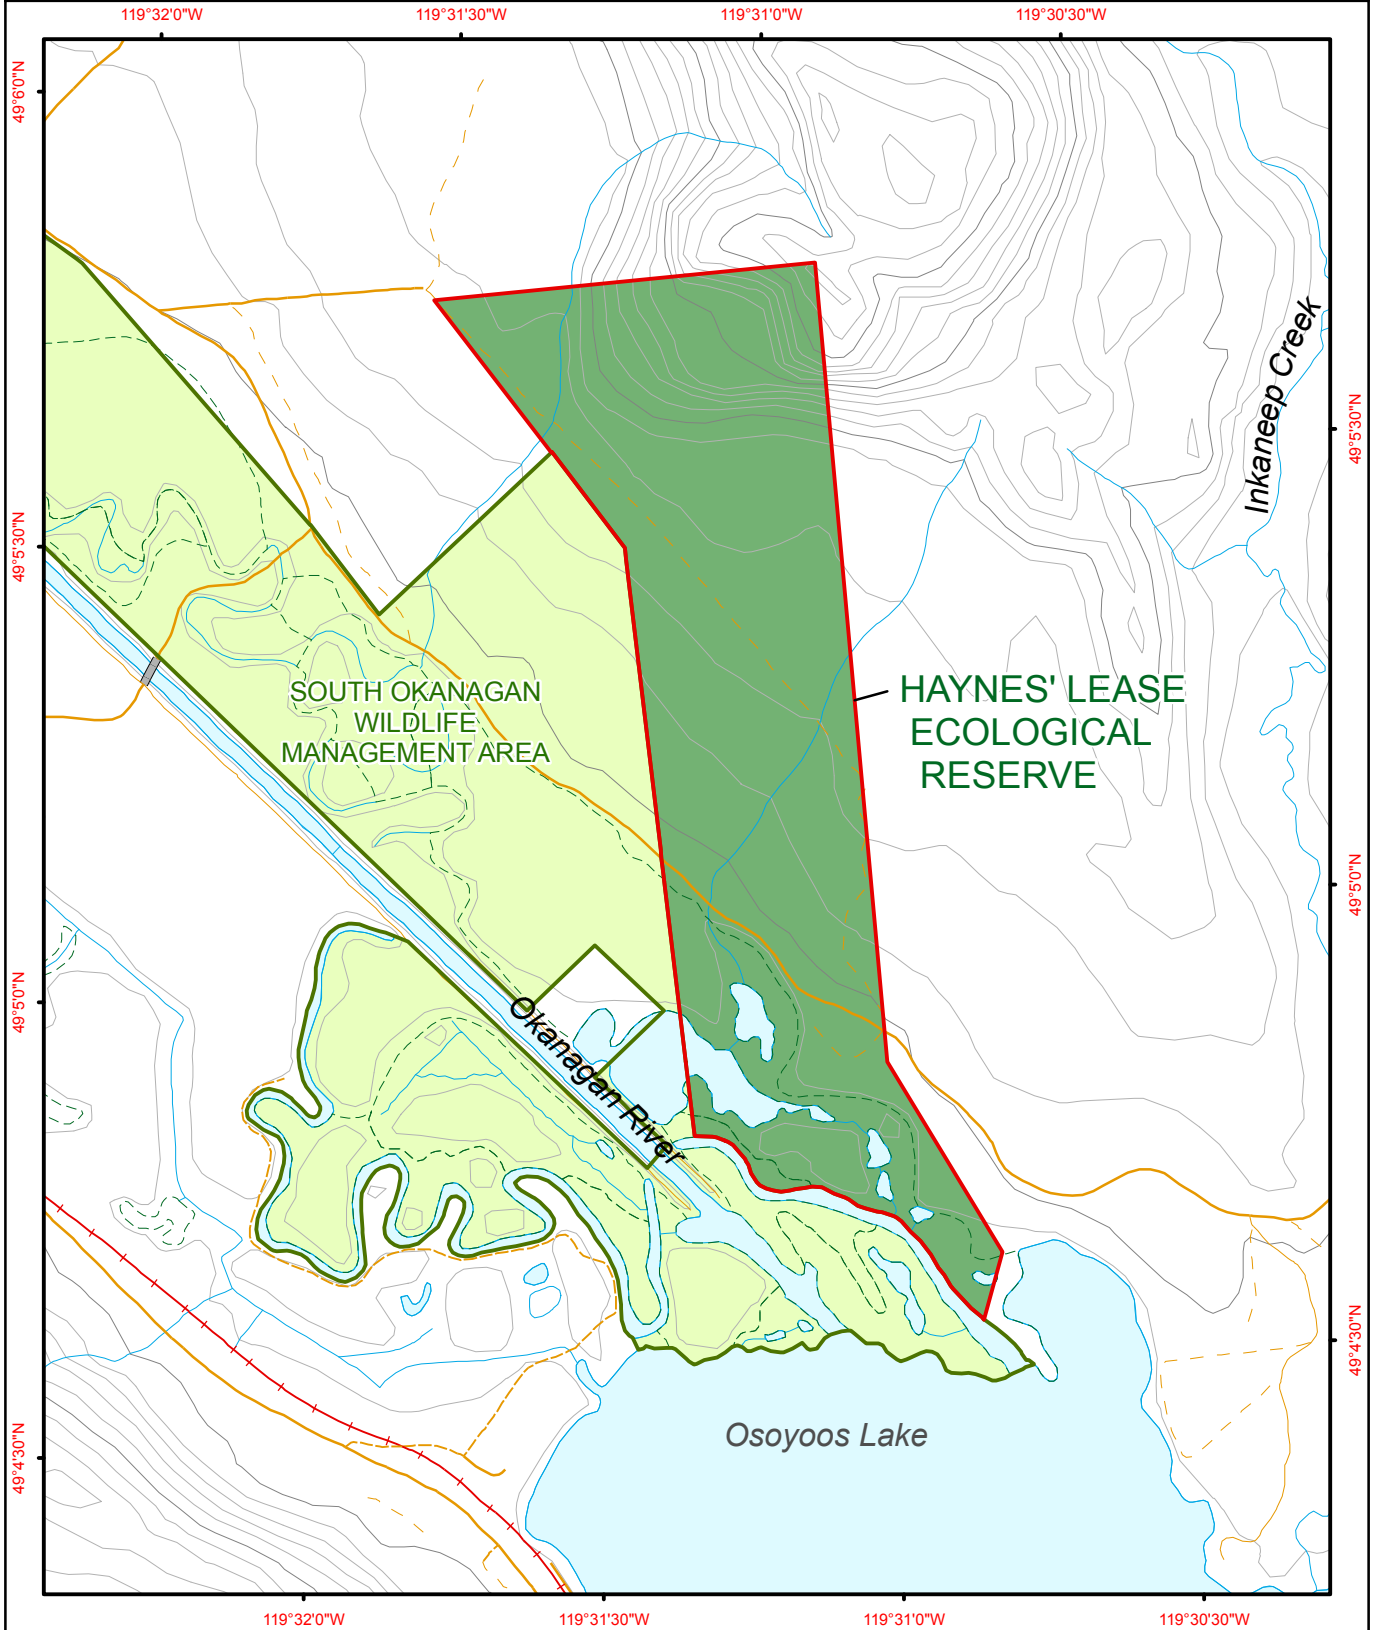 119°32'0"W
119°31'30"W
119°31'0"W
119°30'30"W
49°6'0"N
49°5'30"N
49°5'0"N
49°4'30"N
49°5'30"N
49°5'0"N
49°4'30"N
Inkaneep Creek
SOUTH OKANAGAN
WILDLIFE
MANAGEMENT AREA
HAYNES' LEASE
ECOLOGICAL
RESERVE
Okanagan River
Osoyoos Lake
119°32'0"W
119°31'30"W
119°31'0"W
119°30'30"W